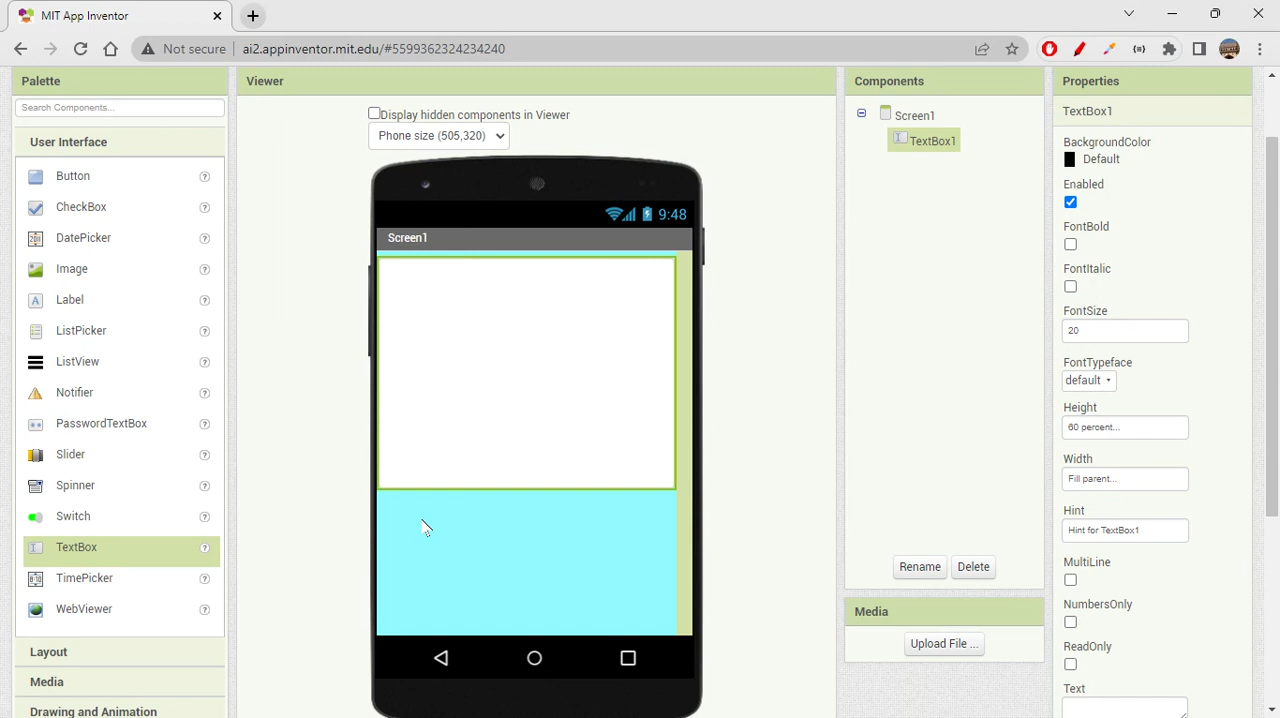 MIT App Inventor
Not secure
ai2.appinventor.mit.edu/#5599362324234240
Palette
Search Components...
User Interface
Button ?
CheckBox ?
DatePicker ?
Image ?
Label ?
ListPicker ?
ListView ?
Notifier ?
PasswordTextBox ?
Slider ?
Spinner ?
Switch ?
TextBox ?
TimePicker ?
WebViewer ?
Layout
Media
Drawing and Animation
Viewer
Display hidden components in Viewer
Phone size (505,320)
9:48
Screen1
Components
Screen1
TextBox1
Rename
Delete
Media
Upload File ...
Properties
TextBox1
BackgroundColor
Default
Enabled
FontBold
FontItalic
FontSize
20
FontTypeface
default
Height
60 percent...
Width
Fill parent...
Hint
Hint for TextBox1
MultiLine
NumbersOnly
ReadOnly
Text